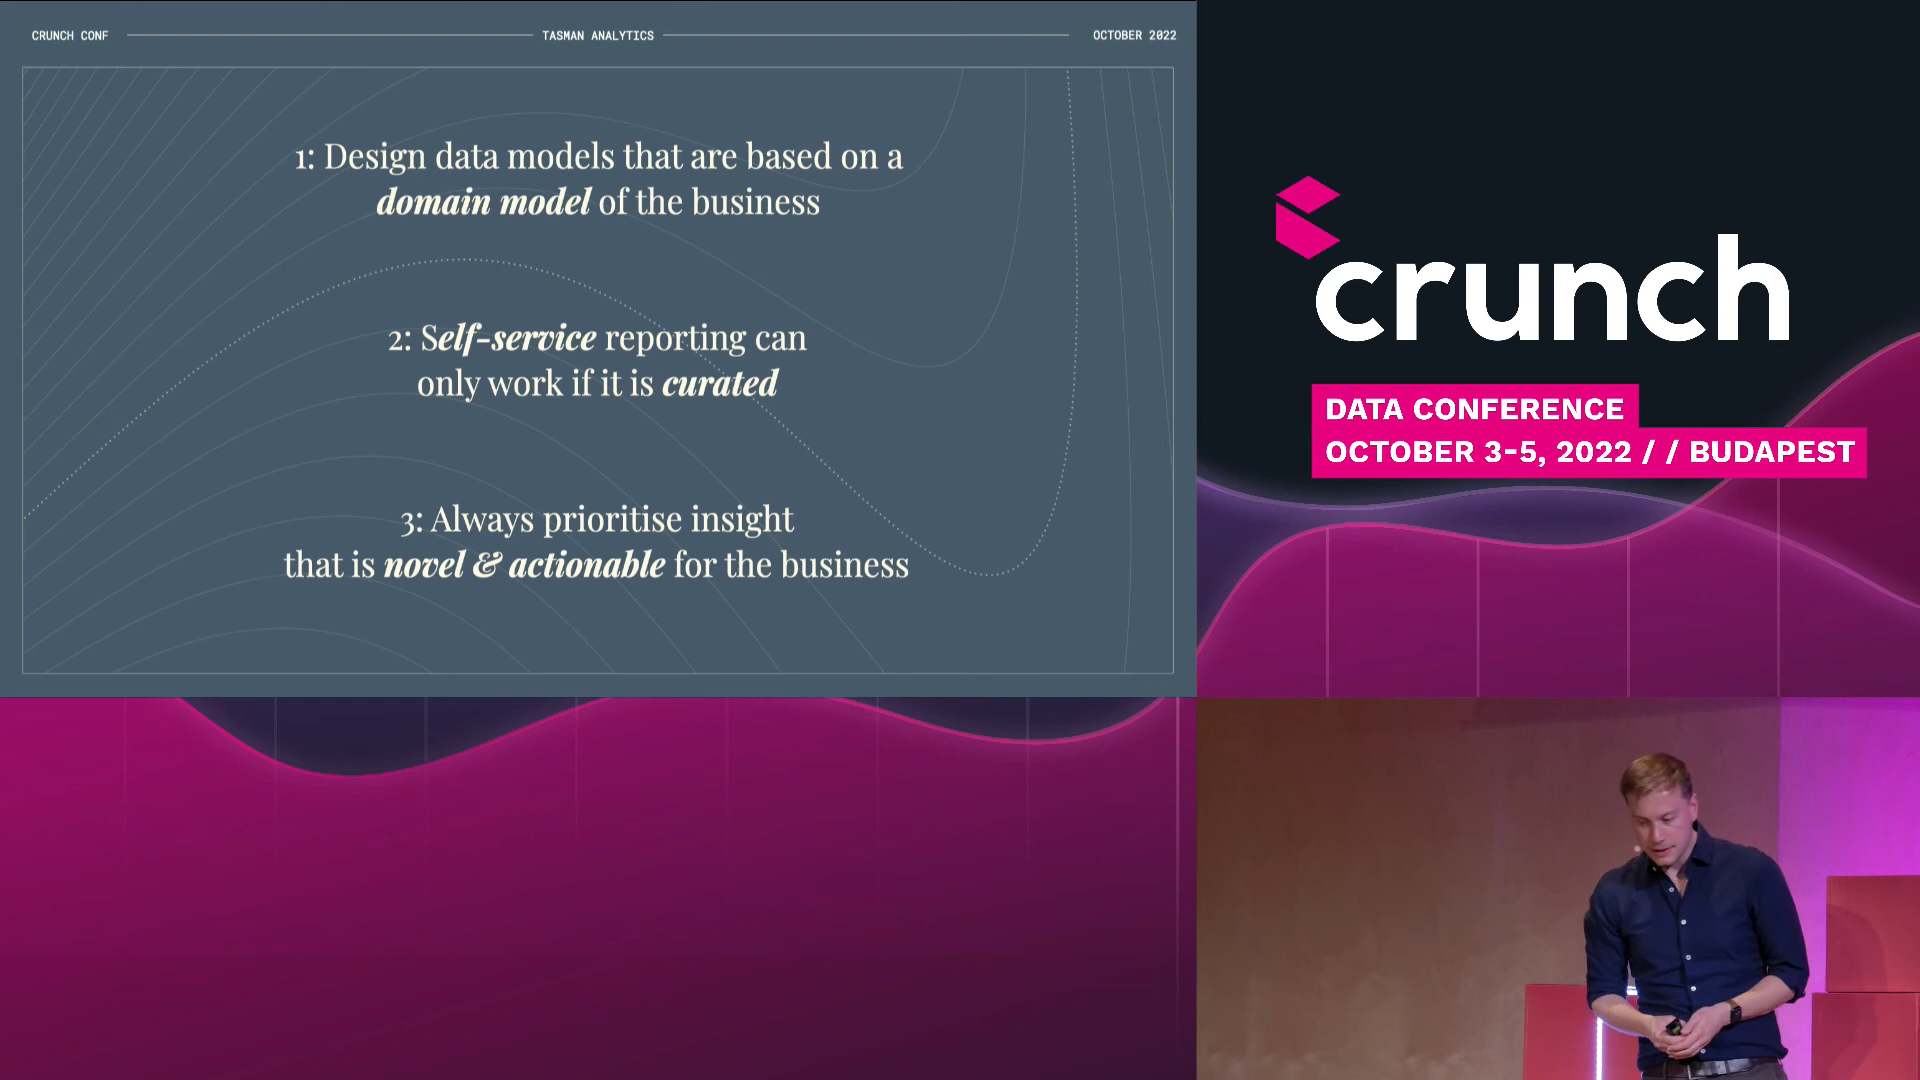 CRUNCH CONF
TASMAN ANALYTICS
OCTOBER 2022
1: Design data models that are based on a
domain model of the business
2: Self-service reporting can
only work if it is curated
3: Always prioritise insight
that is novel & actionable for the business
crunch
DATA CONFERENCE
OCTOBER 3-5, 2022 // BUDAPEST